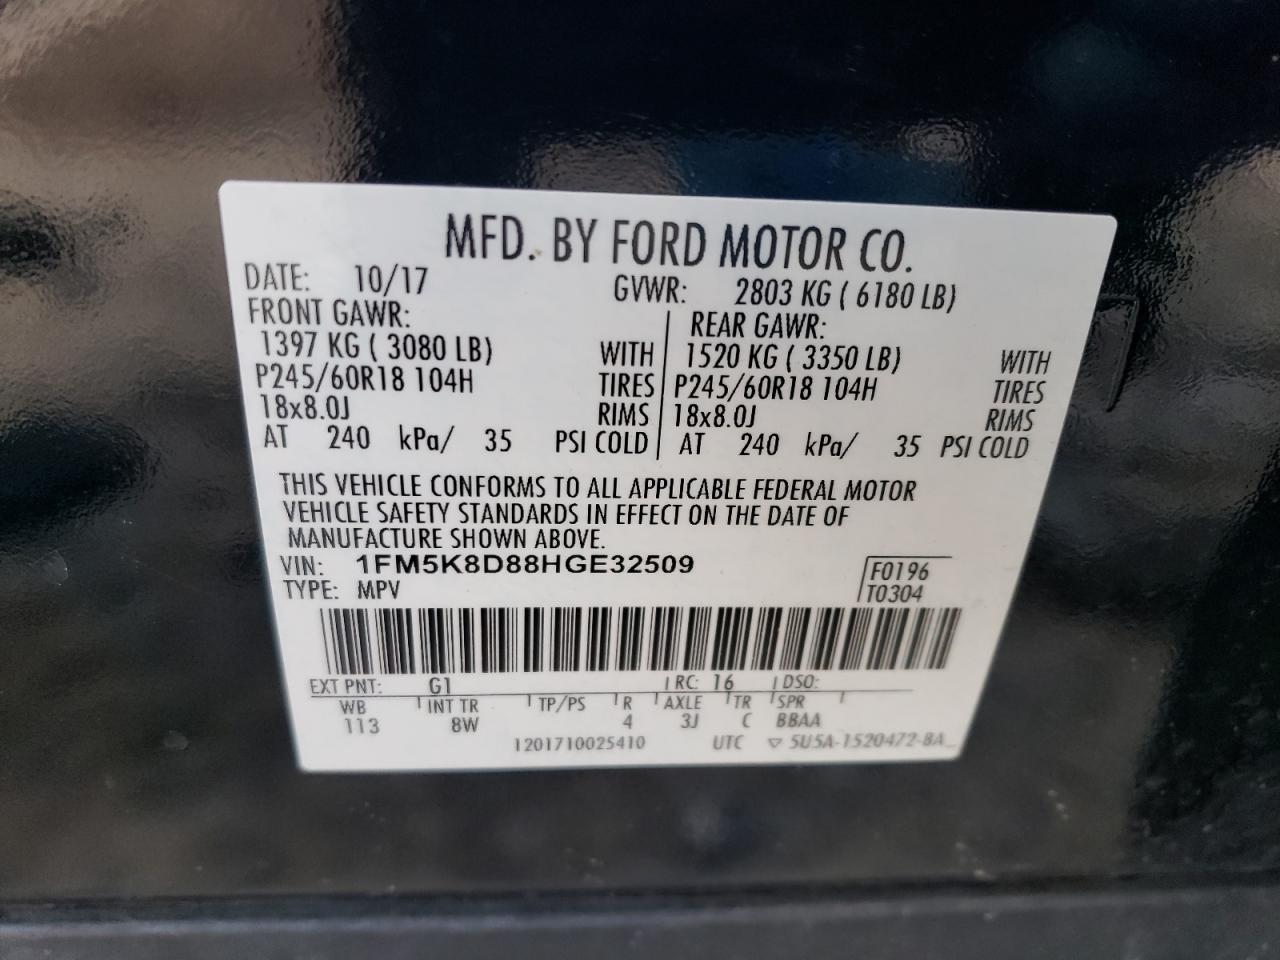 MFD. BY FORD MOTOR CO.
DATE: 10/17 GVWR: 2803 KG ( 6180 LB)
FRONT GAWR: REAR GAWR:
1397 KG ( 3080 LB) WITH 1520 KG ( 3350 LB) WITH
P245/60R18 104H TIRES P245/60R18 104H TIRES
18x8.0J RIMS 18x8.0J RIMS
AT 240 kPa/ 35 PSI COLD AT 240 kPa/ 35 PSI COLD
THIS VEHICLE CONFORMS TO ALL APPLICABLE FEDERAL MOTOR
VEHICLE SAFETY STANDARDS IN EFFECT ON THE DATE OF
MANUFACTURE SHOWN ABOVE.
VIN: 1FM5K8D88HGE32509 F0196
TYPE: MPV T0304
EXT PNT: G1 RC: 16 DSO:
WB INT TR TP/PS R AXLE TR SPR
113 8W 4 3J C BBAA
1201710025410 UTC ▽ 5U5A-1520472-BA